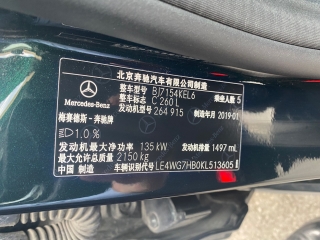 北京奔驰汽车有限公司制造
整车型号 BJ7154KEL6 乘坐人数 5
整车型号 C 260 L
Mercedes-Benz 发动机型号 264 915 制造年月 2019-01
梅赛德斯-奔驰牌
1.0 %
发动机最大净功率 135 kW 发动机排量 1497 mL
最大允许总质量 2150 kg
中国 制造 车辆识别代号 LE4WG7HB0KL513605